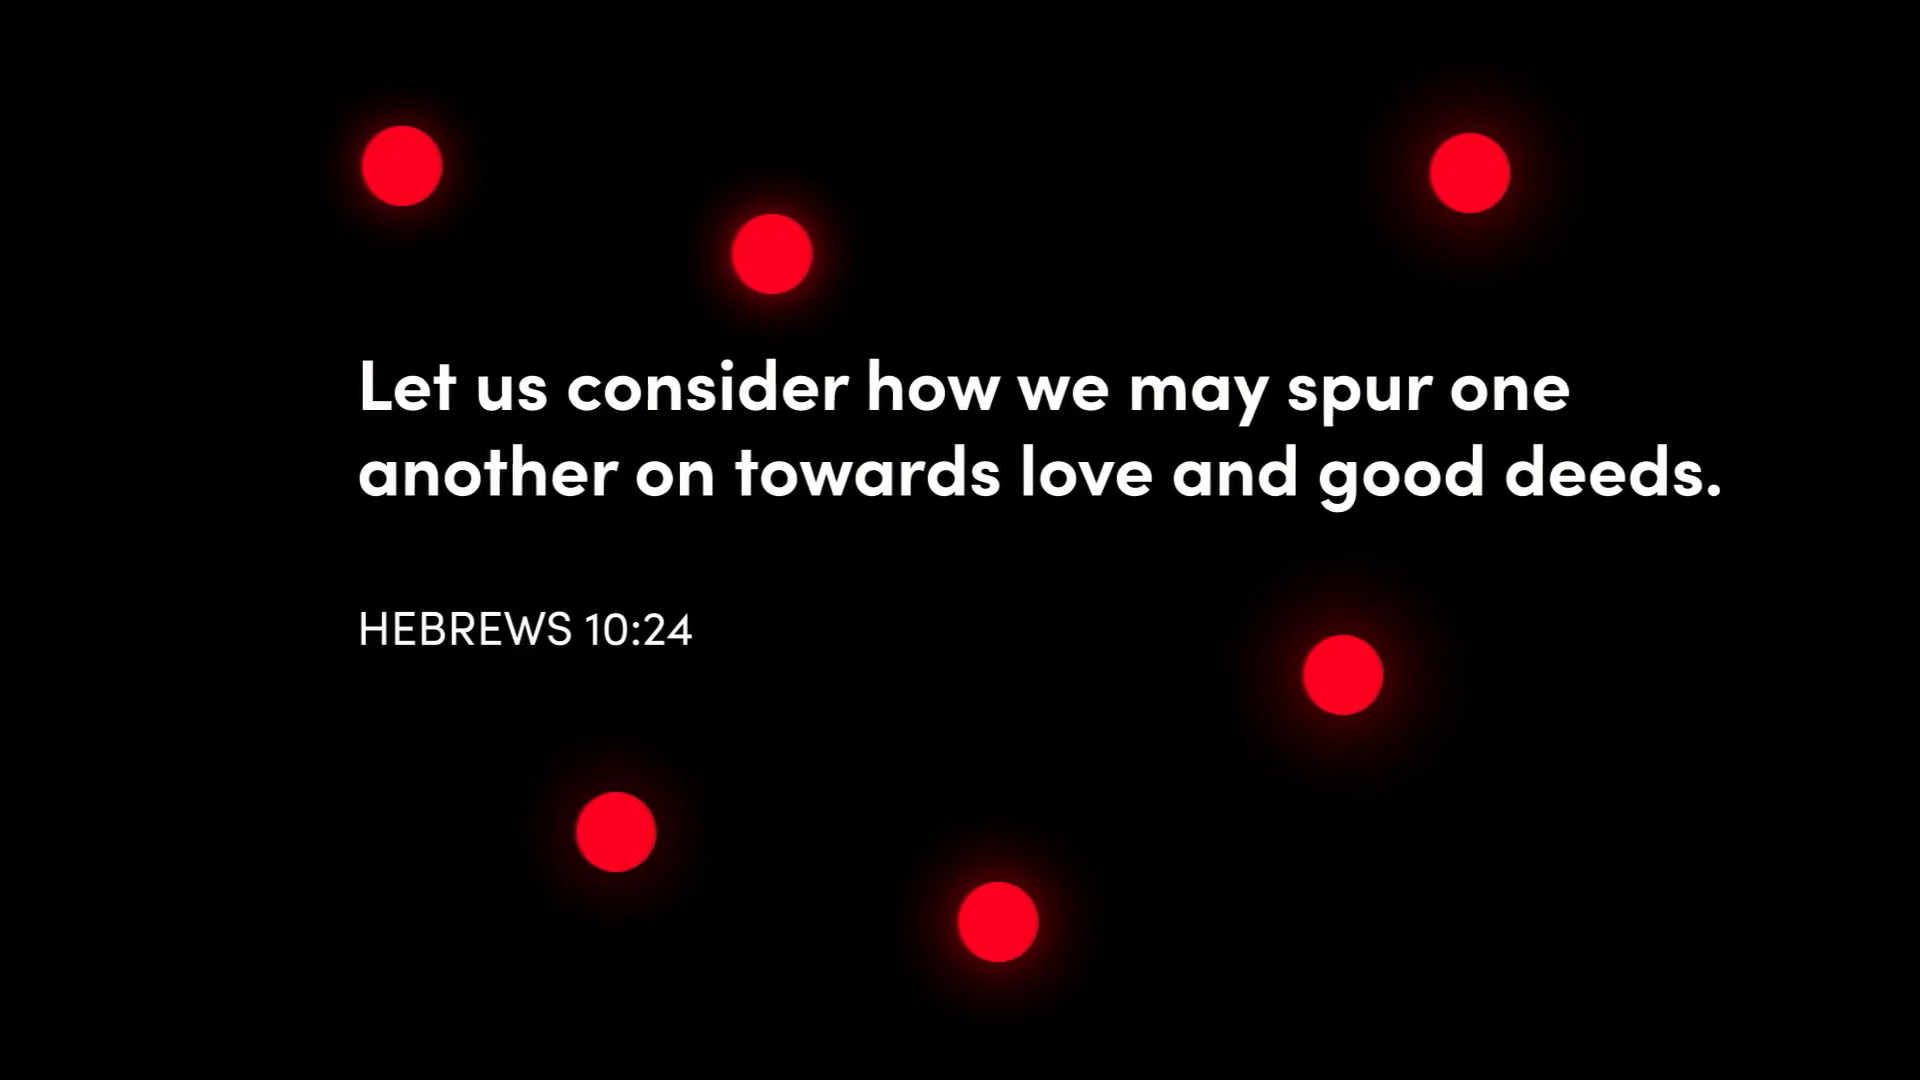 Let us consider how we may spur one
another on towards love and good deeds.
HEBREWS 10:24